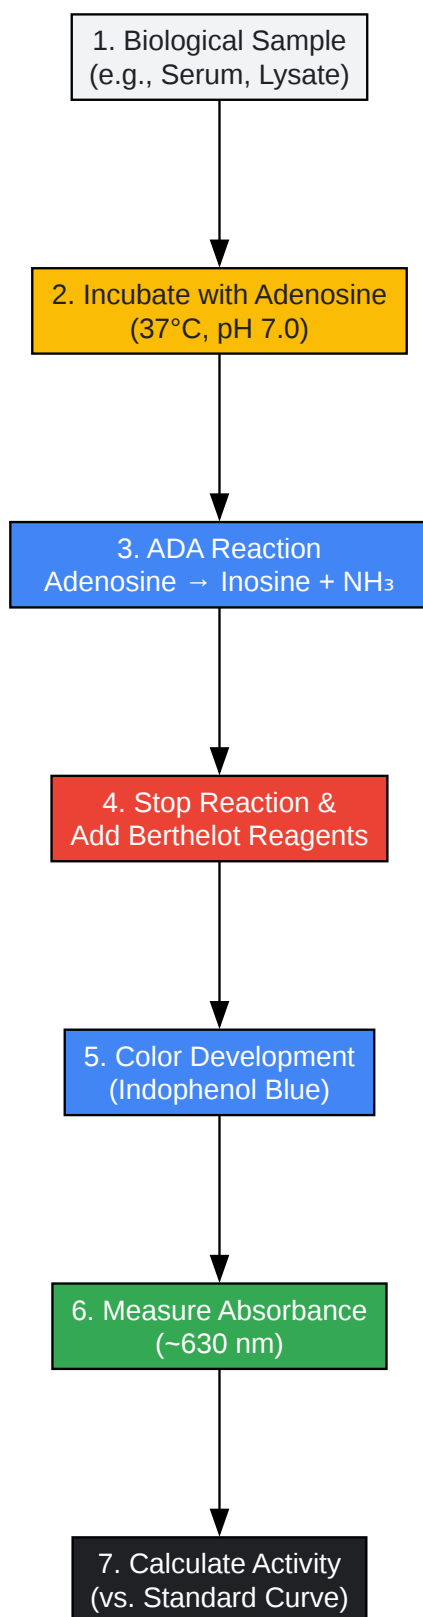 1. Biological Sample
(e.g., Serum, Lysate)
2. Incubate with Adenosine
(37°C, pH 7.0)
3. ADA Reaction
Adenosine → Inosine + NH₃
4. Stop Reaction &
Add Berthelot Reagents
5. Color Development
(Indophenol Blue)
6. Measure Absorbance
(~630 nm)
7. Calculate Activity
(vs. Standard Curve)